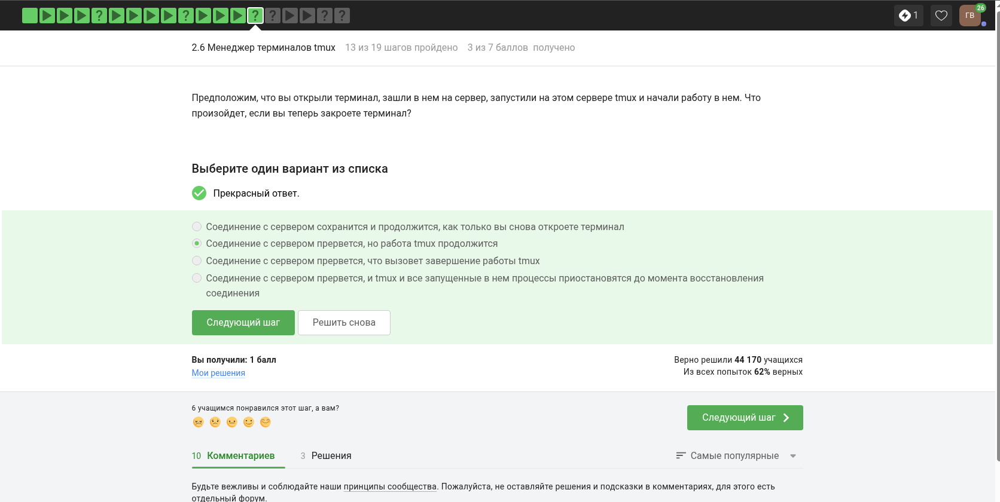 ? ? ? ? ? ?
1
ГВ
26
2.6 Менеджер терминалов tmux 13 из 19 шагов пройдено 3 из 7 баллов получено
Предположим, что вы открыли терминал, зашли в нем на сервер, запустили на этом сервере tmux и начали работу в нем. Что
произойдет, если вы теперь закроете терминал?
Выберите один вариант из списка
Прекрасный ответ.
Соединение с сервером сохранится и продолжится, как только вы снова откроете терминал
Соединение с сервером прервется, но работа tmux продолжится
Соединение с сервером прервется, что вызовет завершение работы tmux
Соединение с сервером прервется, и tmux и все запущенные в нем процессы приостановятся до момента восстановления
соединения
Следующий шаг Решить снова
Вы получили: 1 балл
Мои решения
Верно решили 44 170 учащихся
Из всех попыток 62% верных
6 учащимся понравился этот шаг, а вам?
Следующий шаг
10 Комментариев 3 Решения Самые популярные
Будьте вежливы и соблюдайте наши принципы сообщества. Пожалуйста, не оставляйте решения и подсказки в комментариях, для этого есть
отдельный форум.